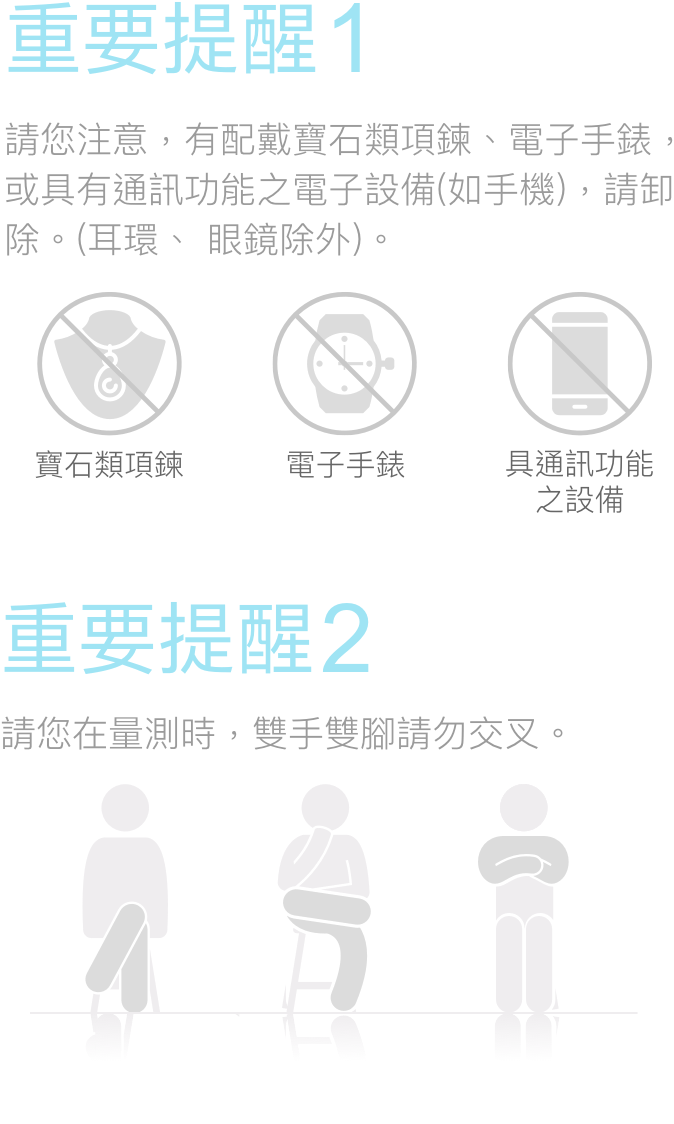 重要提醒1
請您注意，有配戴寶石類項鍊、電子手錶，
或具有通訊功能之電子設備(如手機)，請卸
除。(耳環、 眼鏡除外)。
寶石類項鍊
電子手錶
具通訊功能
之設備
重要提醒2
請您在量測時，雙手雙腳請勿交叉。